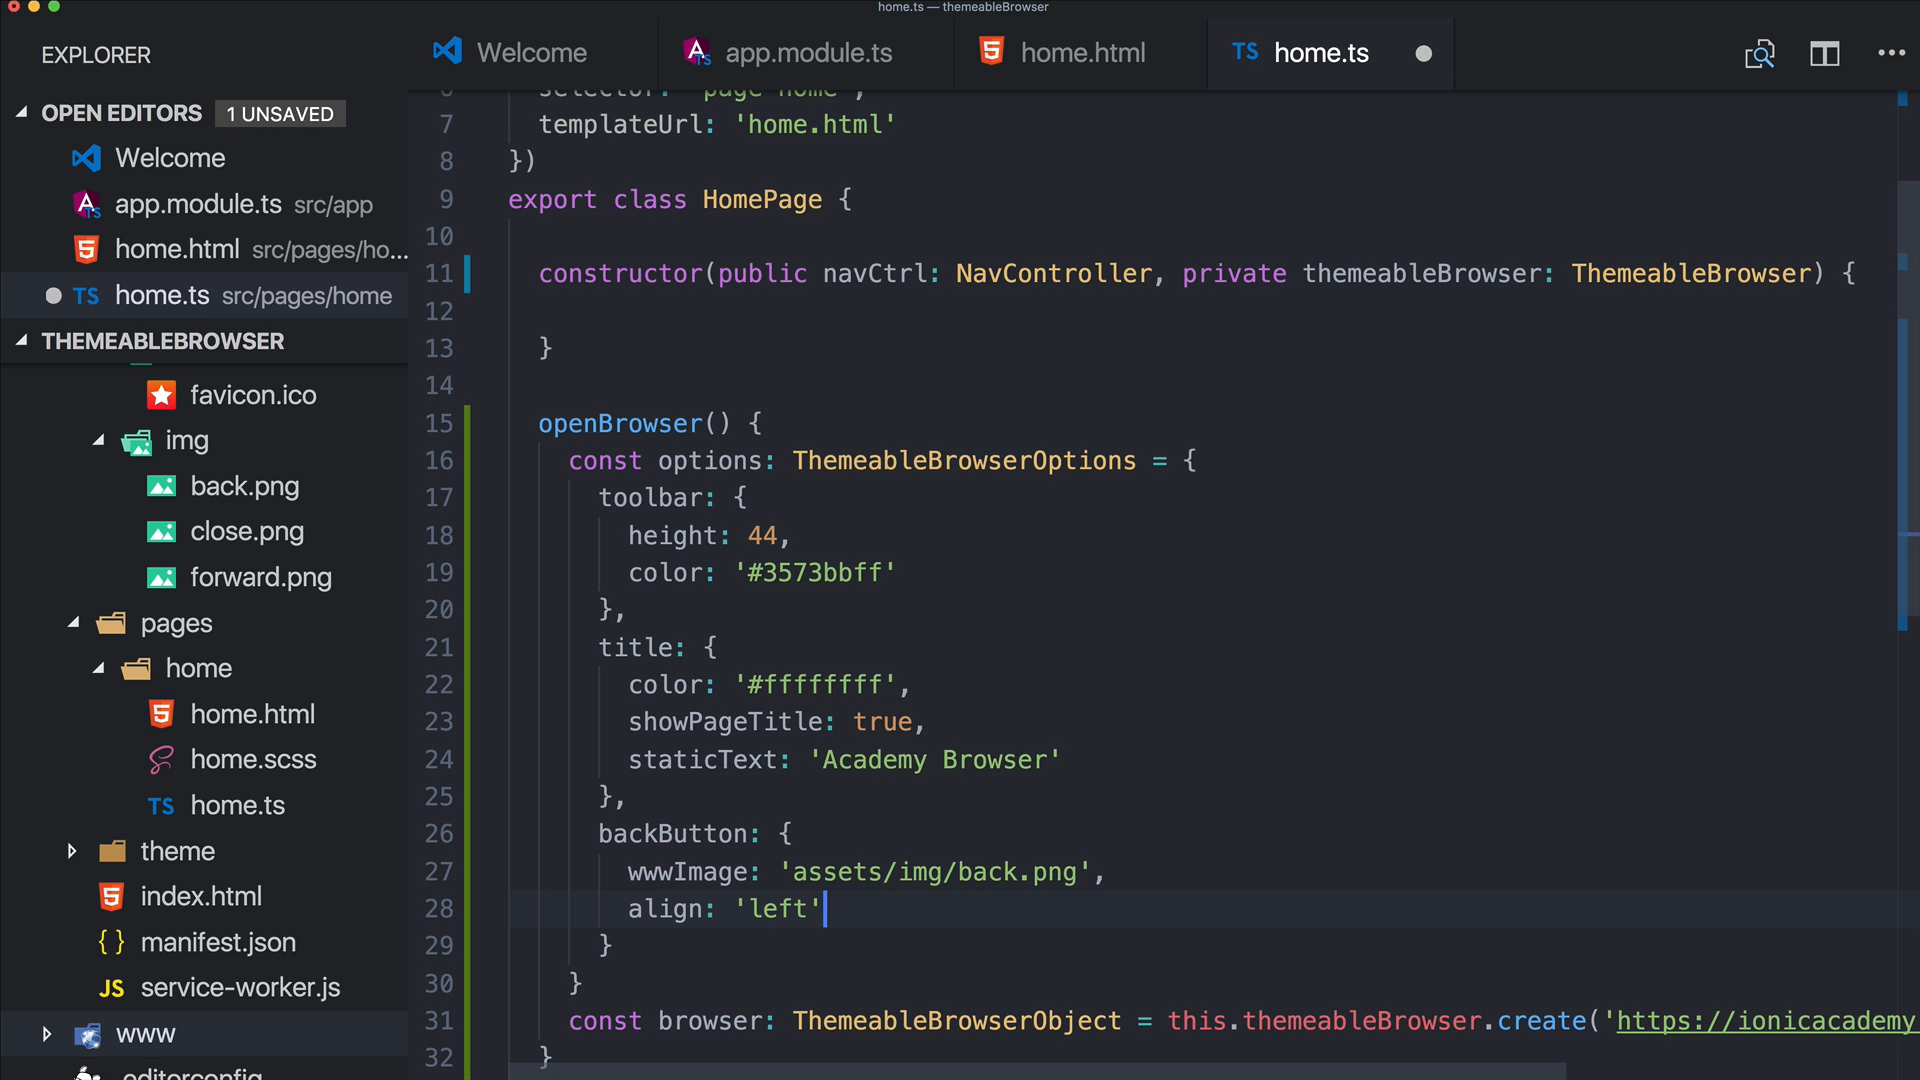 home.ts — themeableBrowser
EXPLORER
OPEN EDITORS 1 UNSAVED
Welcome
app.module.ts src/app
home.html src/pages/ho...
TS home.ts src/pages/home
THEMEABLEBROWSER
favicon.ico
img
back.png
close.png
forward.png
pages
home
home.html
home.scss
TS home.ts
theme
index.html
{ } manifest.json
JS service-worker.js
www
.editorconfig
Welcome
app.module.ts
home.html
TS home.ts
6 selector: 'page-home',
7 templateUrl: 'home.html'
8 })
9 export class HomePage {
10
11 constructor(public navCtrl: NavController, private themeableBrowser: ThemeableBrowser) {
12
13 }
14
15 openBrowser() {
16 const options: ThemeableBrowserOptions = {
17 toolbar: {
18 height: 44,
19 color: '#3573bbff'
20 },
21 title: {
22 color: '#ffffffff',
23 showPageTitle: true,
24 staticText: 'Academy Browser'
25 },
26 backButton: {
27 wwwImage: 'assets/img/back.png',
28 align: 'left'
29 }
30 }
31 const browser: ThemeableBrowserObject = this.themeableBrowser.create('https://ionicacademy.
32 }